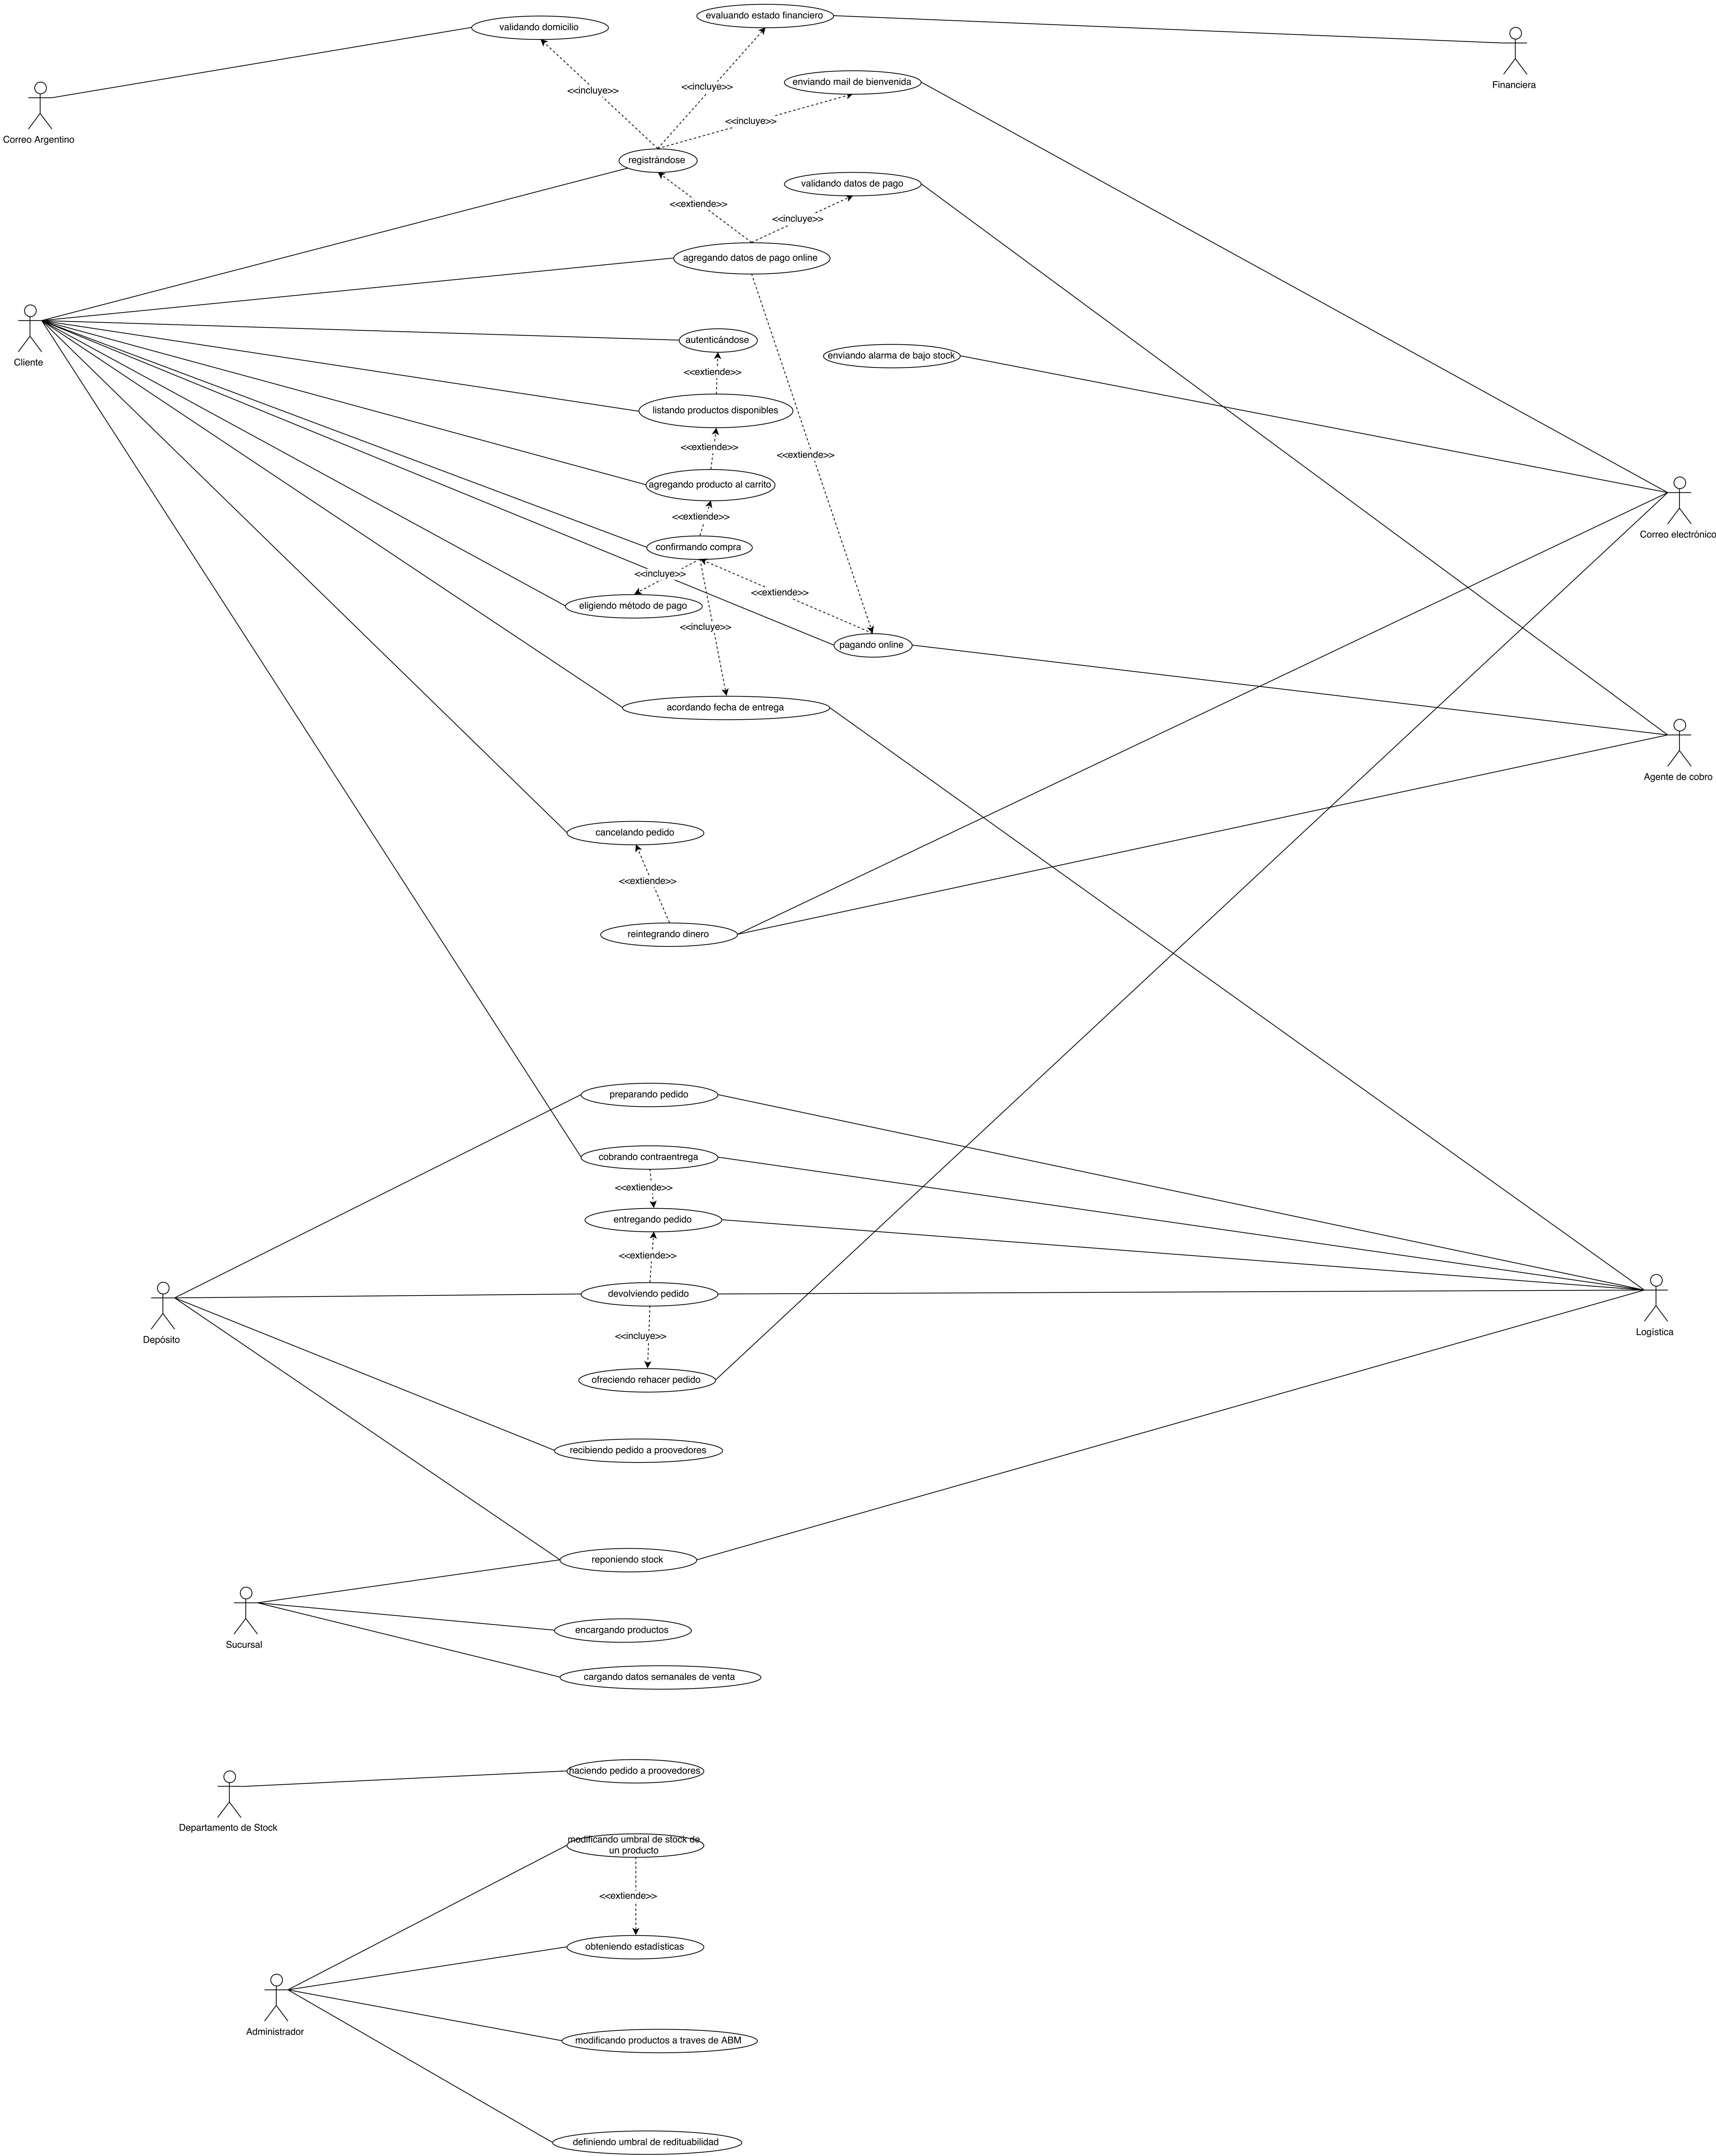 evaluando estado financiero
validando domicilio
Financiera
enviando mail de bienvenida
<<incluye>>
<<incluye>>
<<incluye>>
Correo Argentino
registrándose
validando datos de pago
<<extiende>>
<<incluye>>
agregando datos de pago online
autenticándose
enviando alarma de bajo stock
Cliente
<<extiende>>
listando productos disponibles
<<extiende>>
<<extiende>>
agregando producto al carrito
<<extiende>>
Correo electrónico
confirmando compra
<<incluye>>
<<extiende>>
eligiendo método de pago
<<incluye>>
pagando online
acordando fecha de entrega
Agente de cobro
cancelando pedido
<<extiende>>
reintegrando dinero
preparando pedido
cobrando contraentrega
<<extiende>>
entregando pedido
<<extiende>>
devolviendo pedido
Logística
Depósito
<<incluye>>
ofreciendo rehacer pedido
recibiendo pedido a proovedores
reponiendo stock
encargando productos
Sucursal
cargando datos semanales de venta
haciendo pedido a proovedores
Departamento de Stock
modificando umbral de stock de
un producto
<<extiende>>
obteniendo estadísticas
Administrador
modificando productos a traves de ABM
definiendo umbral de redituabilidad